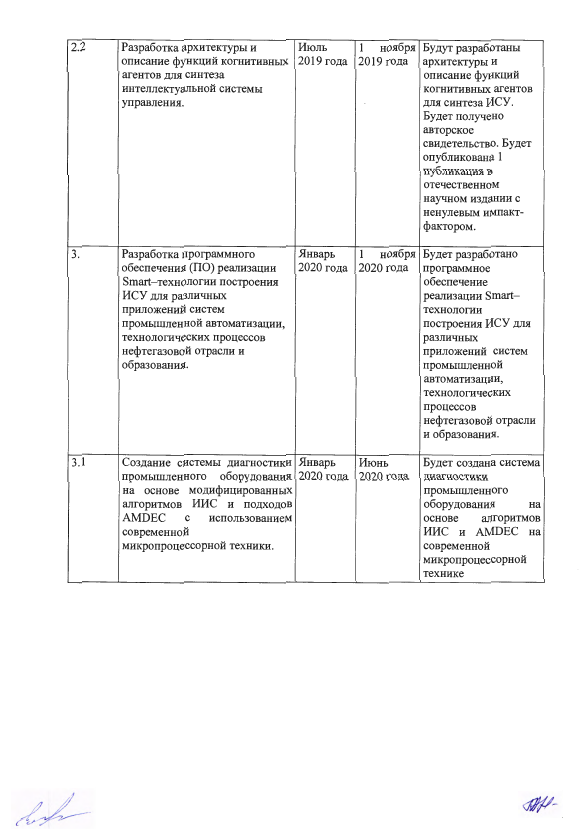 2.2
Разработка архитектуры и
описание функций когнитивных
агентов для синтеза
интеллектуальной системы
управления.
Июль
2019 года
1 ноября
2019 года
Будут разработаны
архитектуры и
описание функций
когнитивных агентов
для синтеза ИСУ.
Будет получено
авторское
свидетельство. Будет
опубликована 1
публикация в
отечественном
научном издании с
ненулевым импакт-
фактором.
3.
Разработка программного
обеспечения (ПО) реализации
Smart–технологии построения
ИСУ для различных
приложений систем
промышленной автоматизации,
технологических процессов
нефтегазовой отрасли и
образования.
Январь
2020 года
1 ноября
2020 года
Будет разработано
программное
обеспечение
реализации Smart–
технологии
построения ИСУ для
различных
приложений систем
промышленной
автоматизации,
технологических
процессов
нефтегазовой отрасли
и образования.
3.1
Создание системы диагностики
промышленного оборудования
на основе модифицированных
алгоритмов ИИС и подходов
AMDEC с использованием
современной
микропроцессорной техники.
Январь
2020 года
Июнь
2020 года
Будет создана система
диагностики
промышленного
оборудования на
основе алгоритмов
ИИС и AMDEC на
современной
микропроцессорной
технике